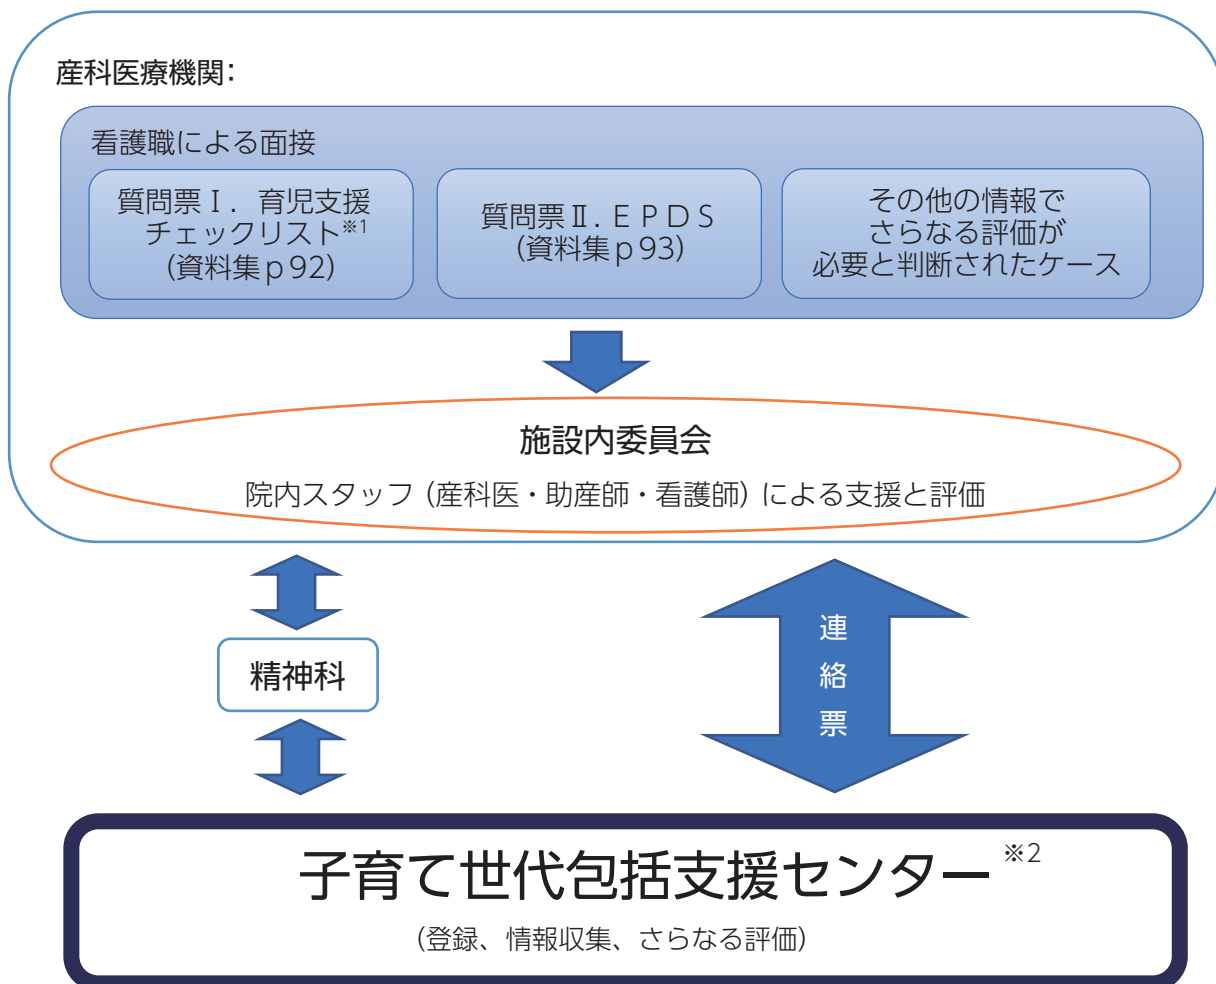 産科医療機関：
看護職による面接
質問票Ⅰ．育児支援
チェックリスト※1
（資料集ｐ92）
質問票Ⅱ．ＥＰＤＳ
（資料集ｐ93）
その他の情報で
さらなる評価が
必要と判断されたケース
施設内委員会
院内スタッフ（産科医・助産師・看護師）による支援と評価
精神科
連
絡
票
子育て世代包括支援センター※2
（登録、情報収集、さらなる評価）